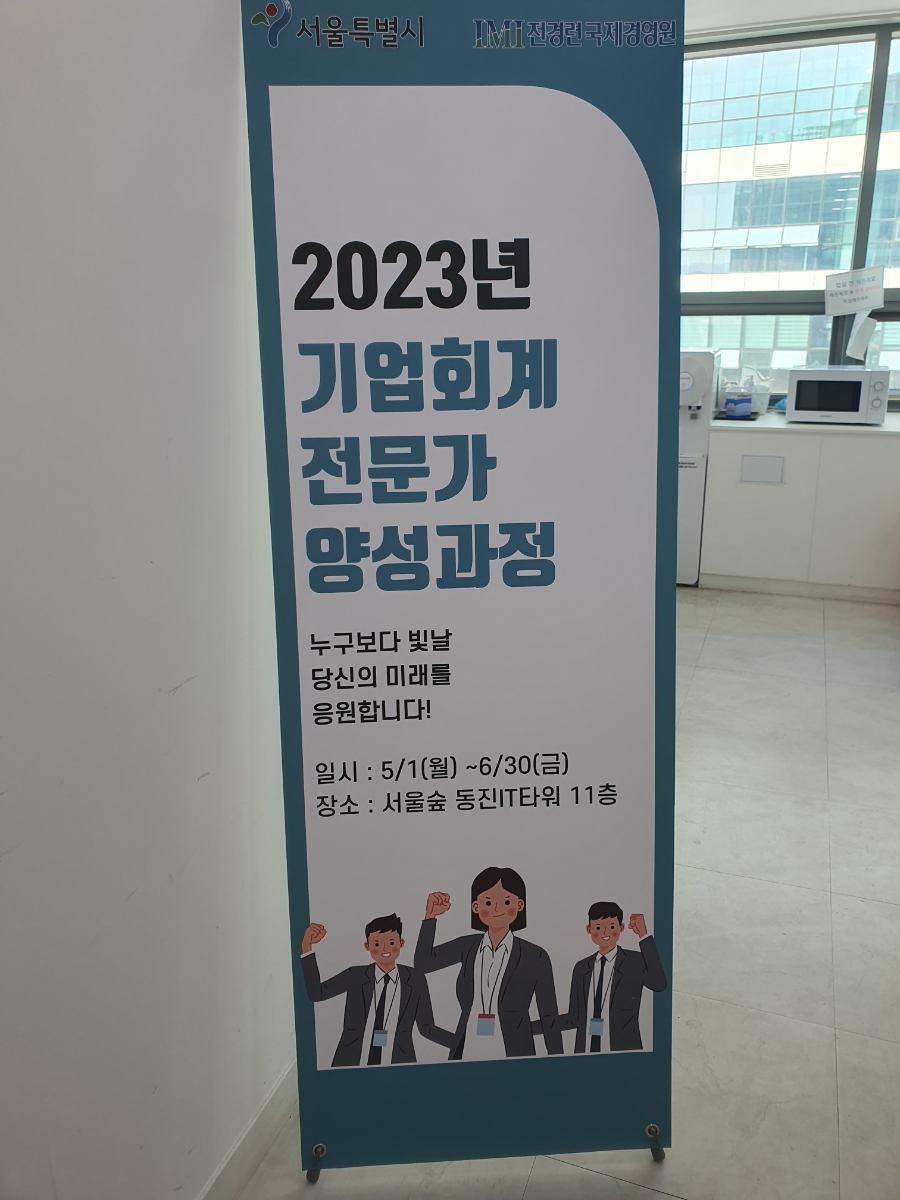 서울특별시 IMI 전경련국제경영원
2023년
기업회계
전문가
양성과정
누구보다 빛날
당신의 미래를
응원합니다!
일시 : 5/1(월) ~6/30(금)
장소 : 서울숲 동진IT타워 11층